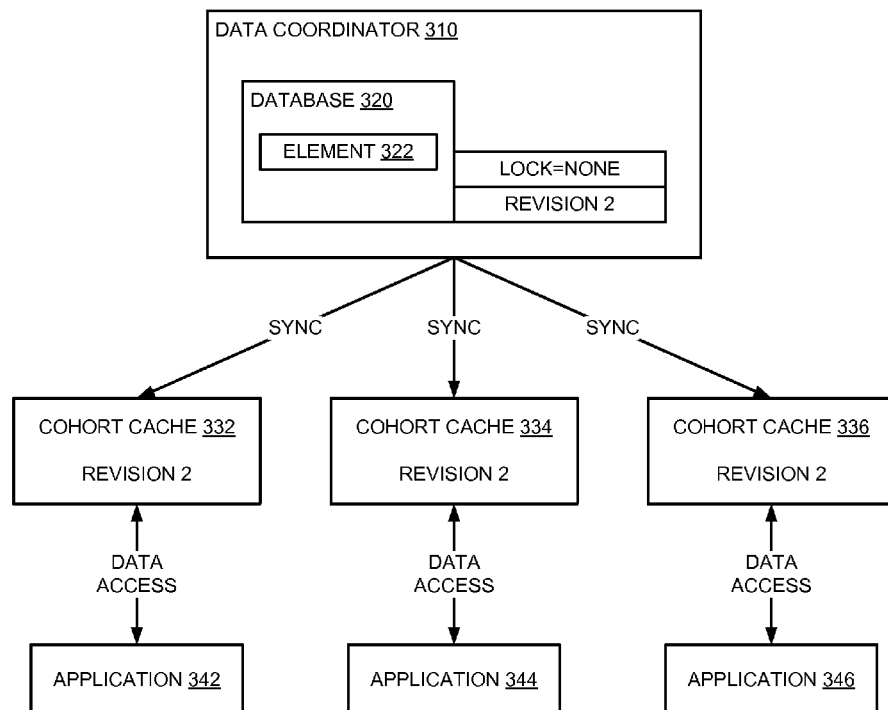 DATA COORDINATOR 310
DATABASE 320
ELEMENT 322
LOCK=NONE
REVISION 2
SYNC
SYNC
SYNC
COHORT CACHE 332
REVISION 2
COHORT CACHE 334
REVISION 2
COHORT CACHE 336
REVISION 2
DATA
ACCESS
DATA
ACCESS
DATA
ACCESS
APPLICATION 342
APPLICATION 344
APPLICATION 346